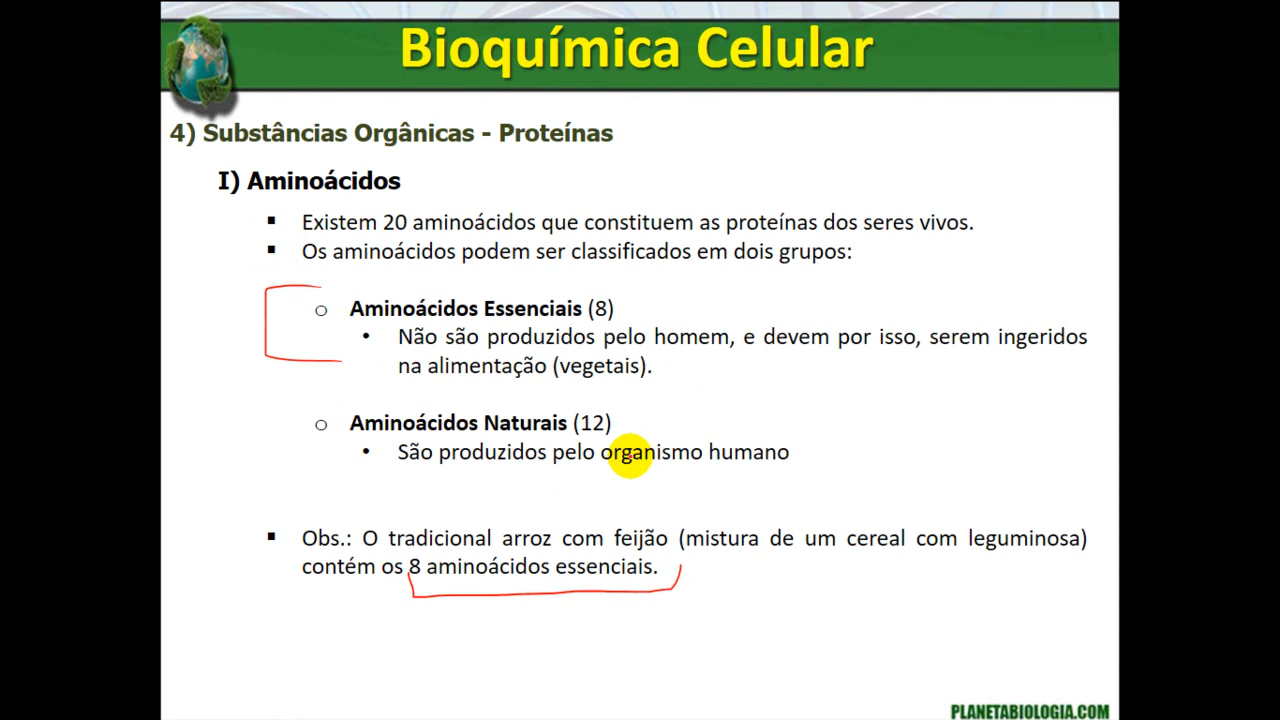 Bioquímica Celular
4) Substâncias Orgânicas - Proteínas
I) Aminoácidos
▪ Existem 20 aminoácidos que constituem as proteínas dos seres vivos.
▪ Os aminoácidos podem ser classificados em dois grupos:
o Aminoácidos Essenciais (8)
• Não são produzidos pelo homem, e devem por isso, serem ingeridos
na alimentação (vegetais).
o Aminoácidos Naturais (12)
• São produzidos pelo organismo humano
▪ Obs.: O tradicional arroz com feijão (mistura de um cereal com leguminosa)
contém os 8 aminoácidos essenciais.
PLANETABIOLOGIA.COM